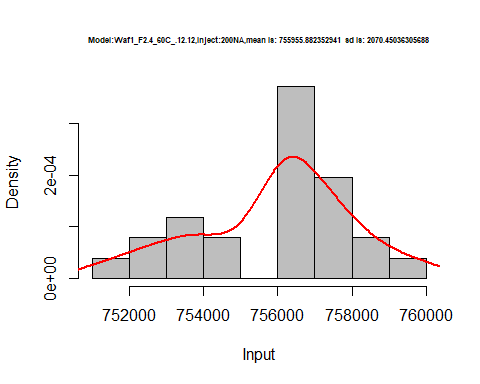 Model:Waf1_F2.4_60C_.12.12,Inject:200NA,mean is: 755955.882352941 sd is: 2070.45036305688
Density
2e-04
0e+00
752000 754000 756000 758000 760000
Input